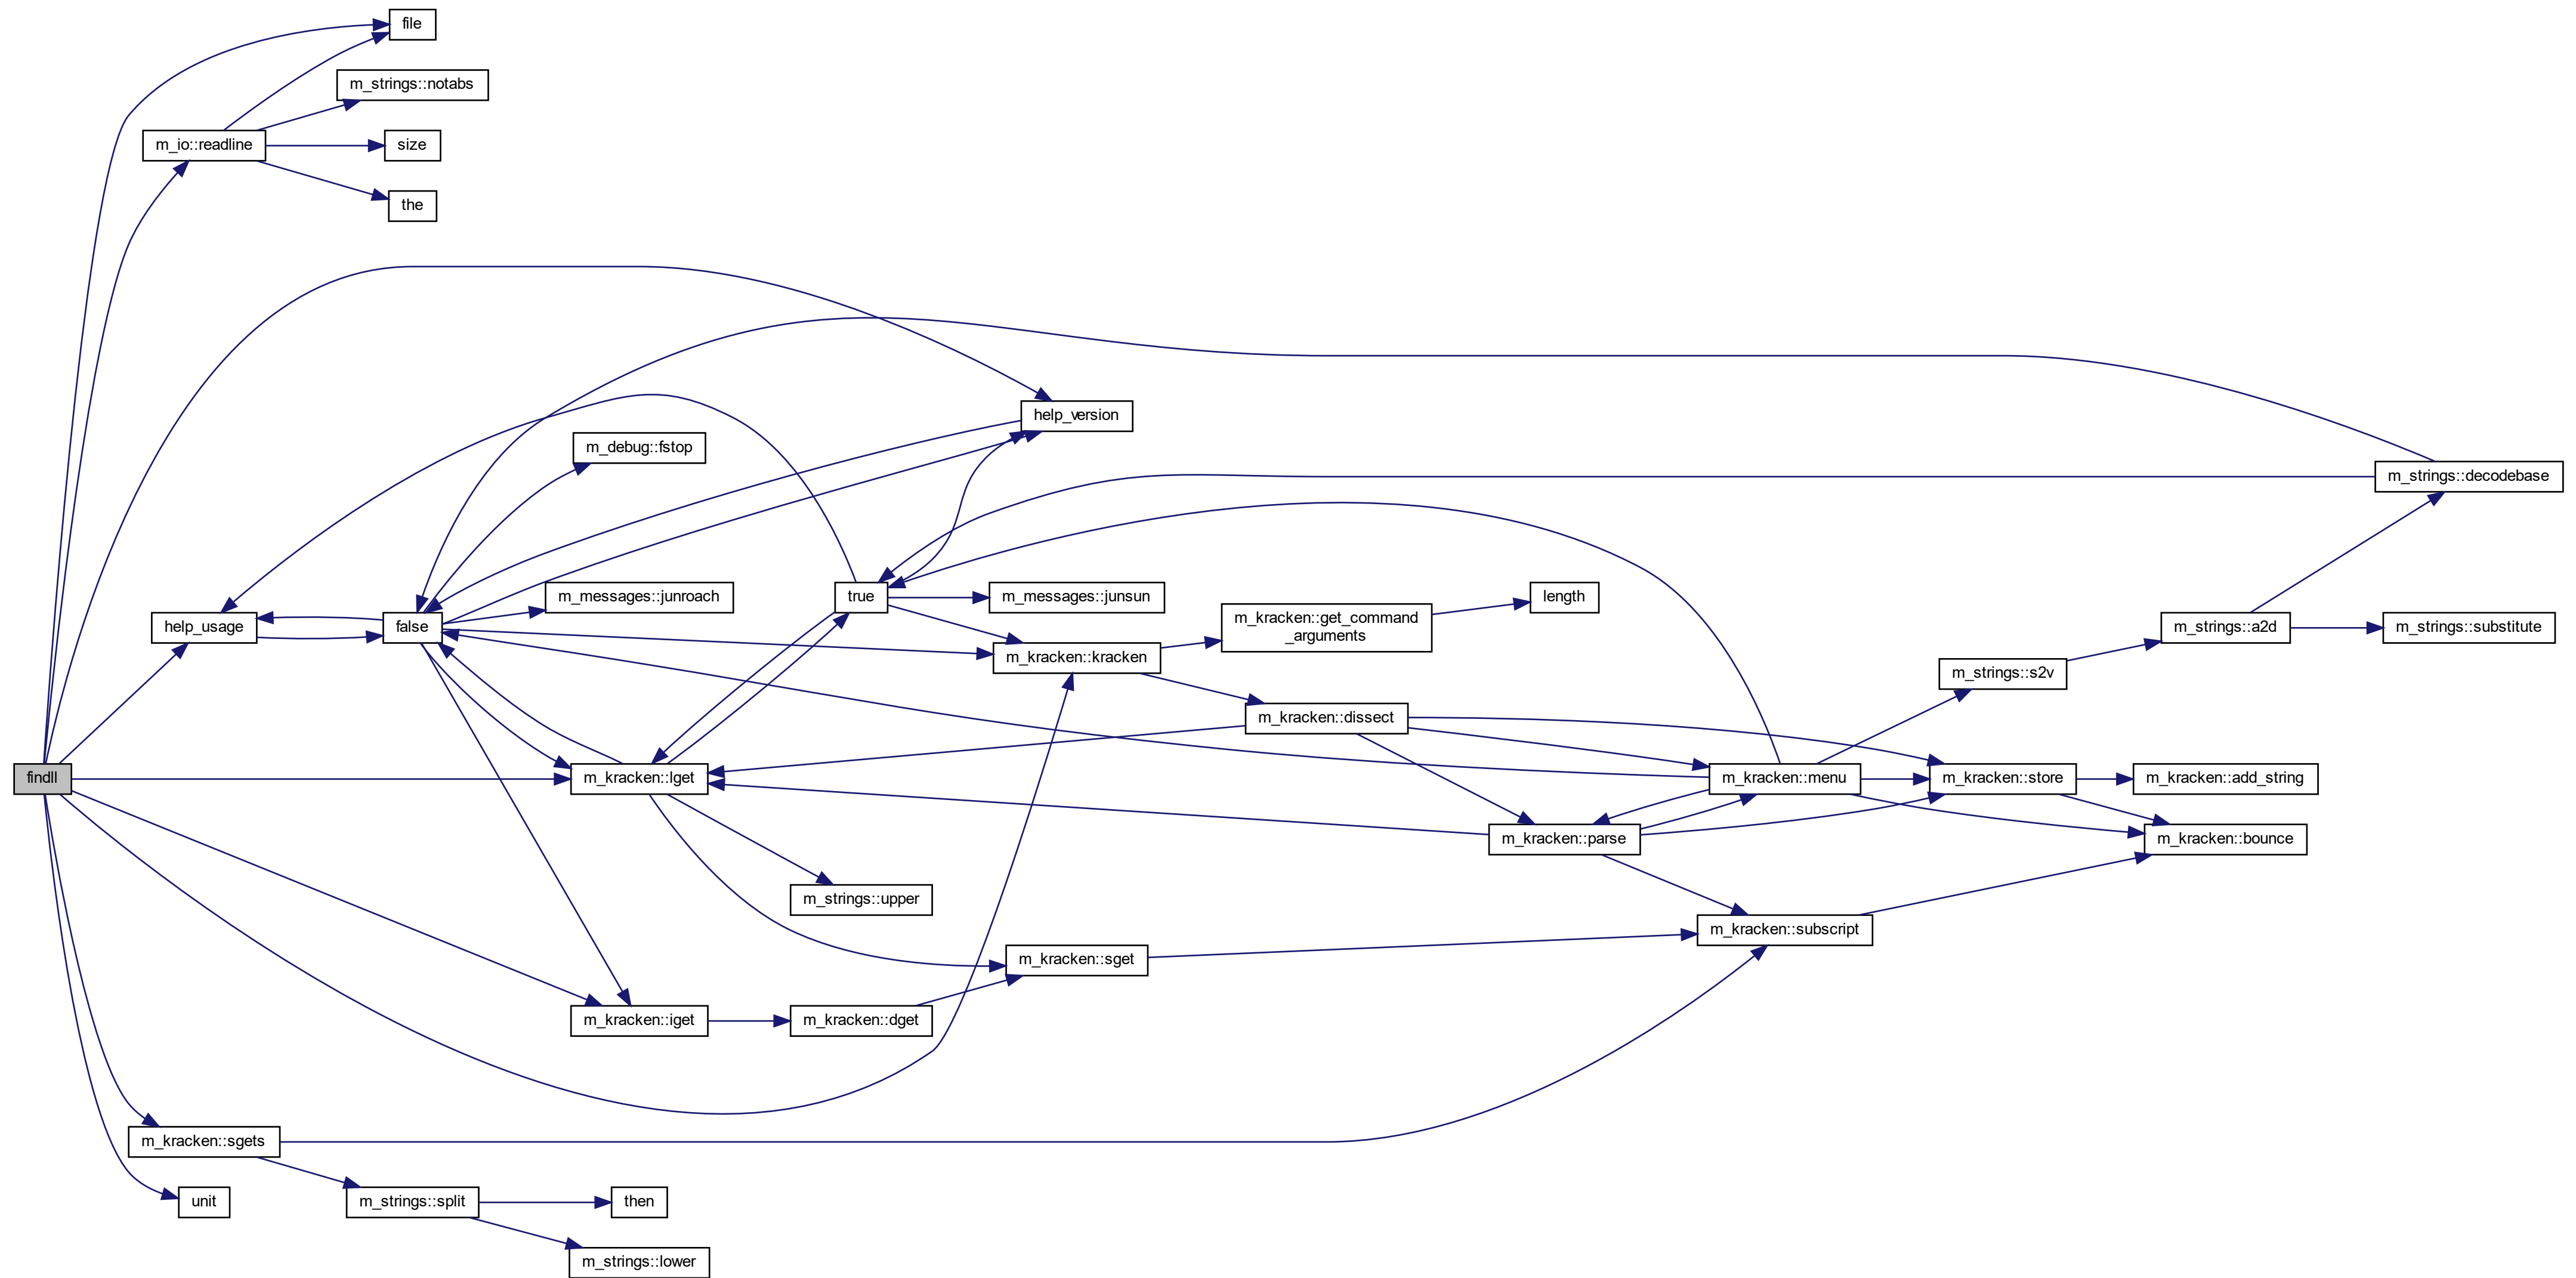 file
m_strings::notabs
m_io::readline
size
the
help_version
m_debug::fstop
m_strings::decodebase
m_messages::junroach
true
m_messages::junsun
length
help_usage
false
m_kracken::get_command
_arguments
m_strings::a2d
m_strings::substitute
m_kracken::kracken
m_strings::s2v
m_kracken::dissect
findll
m_kracken::lget
m_kracken::menu
m_kracken::store
m_kracken::add_string
m_kracken::parse
m_kracken::bounce
m_strings::upper
m_kracken::subscript
m_kracken::sget
m_kracken::iget
m_kracken::dget
m_kracken::sgets
unit
m_strings::split
then
m_strings::lower